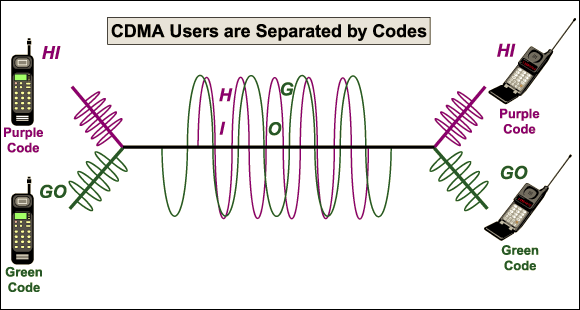 CDMA Users are Separated by Codes
HI
Purple
Code
GO
Green
Code
H
I
G
O
HI
Purple
Code
GO
Green
Code